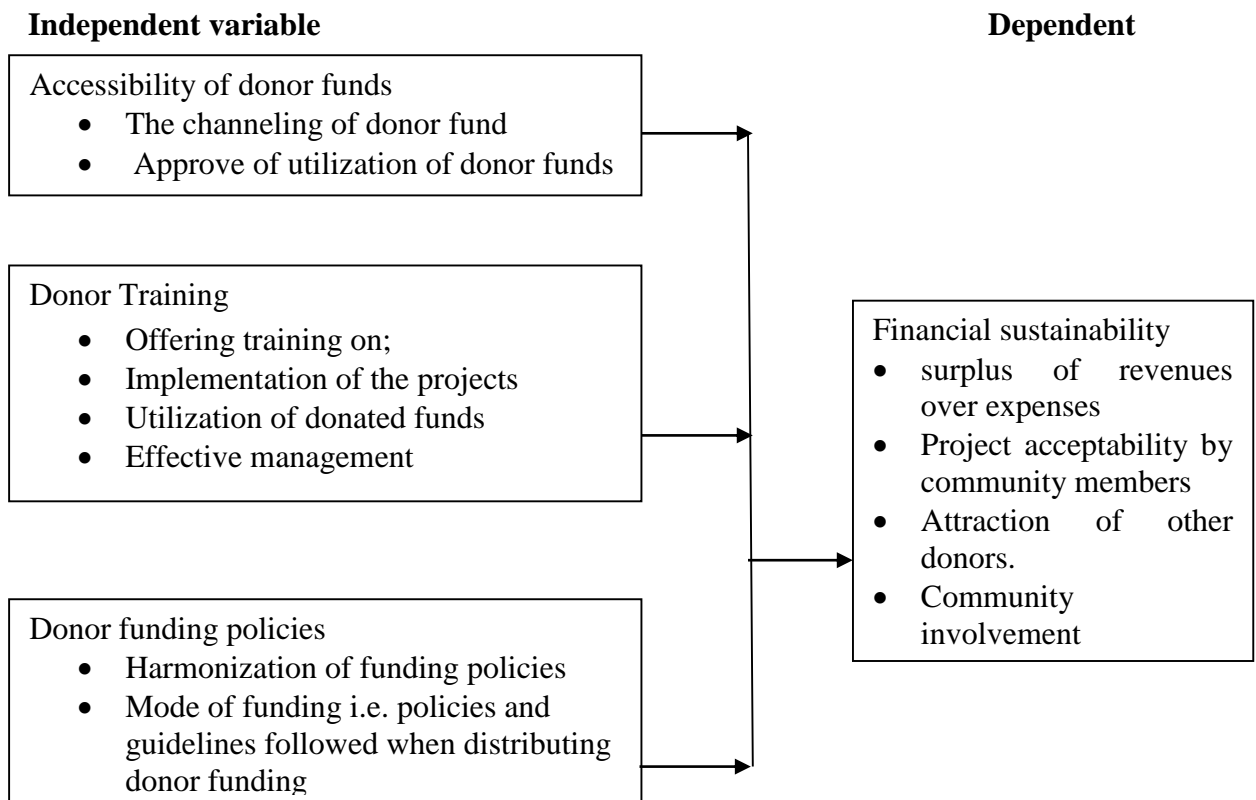 Independent variable
Dependent
Accessibility of donor funds
• The channeling of donor fund
• Approve of utilization of donor funds
Donor Training
• Offering training on;
• Implementation of the projects
• Utilization of donated funds
• Effective management
Donor funding policies
• Harmonization of funding policies
• Mode of funding i.e. policies and
guidelines followed when distributing
donor funding
Financial sustainability
• surplus of revenues
over expenses
• Project acceptability by
community members
• Attraction of other
donors.
• Community
involvement